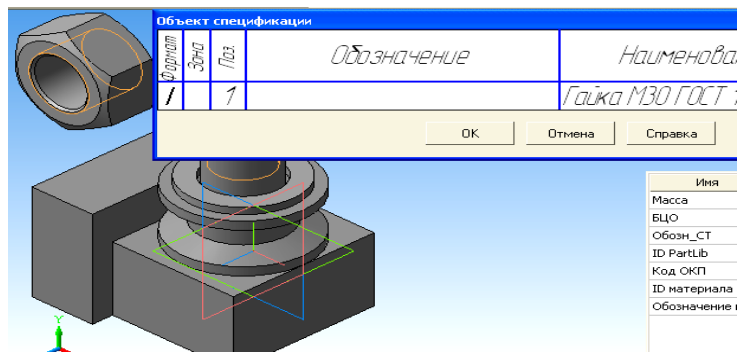 Объект спецификации
Формат Зона Поз. Обозначение Наименова
/ 1 Гайка М30 ГОСТ 1
ОК Отмена Справка
Имя
Масса
БЦО
Обозн_СТ
ID PartLib
Код ОКП
ID материала
Обозначение
Y